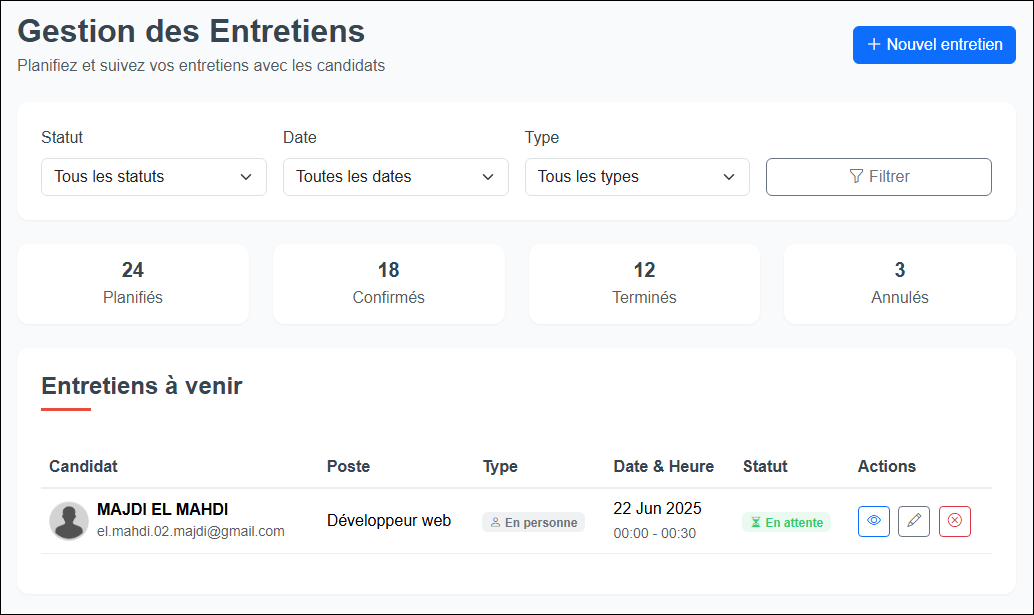 Gestion des Entretiens
Planifiez et suivez vos entretiens avec les candidats
+ Nouvel entretien
Statut
Date
Type
Tous les statuts
Toutes les dates
Tous les types
Filtrer
24
Planifiés
18
Confirmés
12
Terminés
3
Annulés
Entretiens à venir
Candidat Poste Type Date & Heure Statut Actions
MAJDI EL MAHDI
el.mahdi.02.majdi@gmail.com
Développeur web
En personne
22 Jun 2025
00:00 - 00:30
En attente